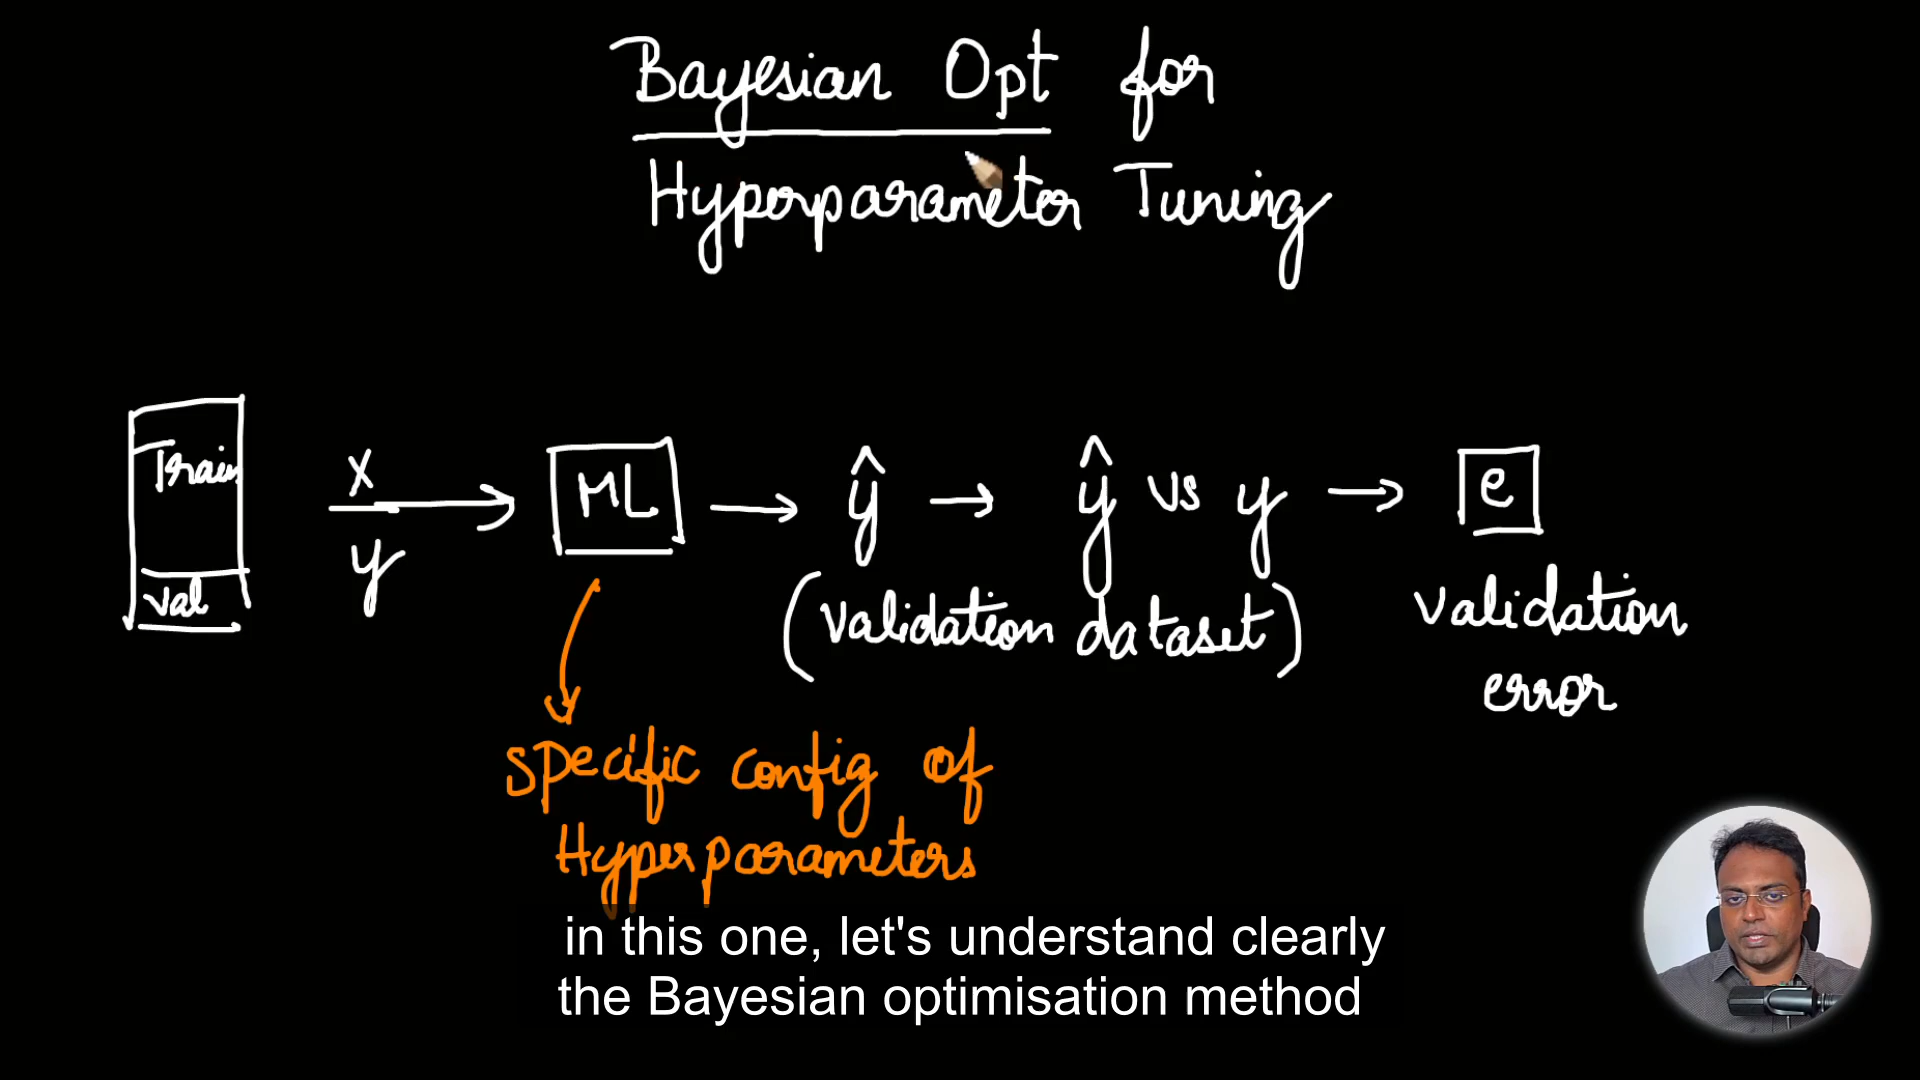 Bayesian Opt for
Hyperparameter Tuning
Train
val
X
y
ML
ŷ
ŷ vs y
e
(validation dataset)
validation
error
specific config of
Hyperparameters
in this one, let's understand clearly
the Bayesian optimisation method